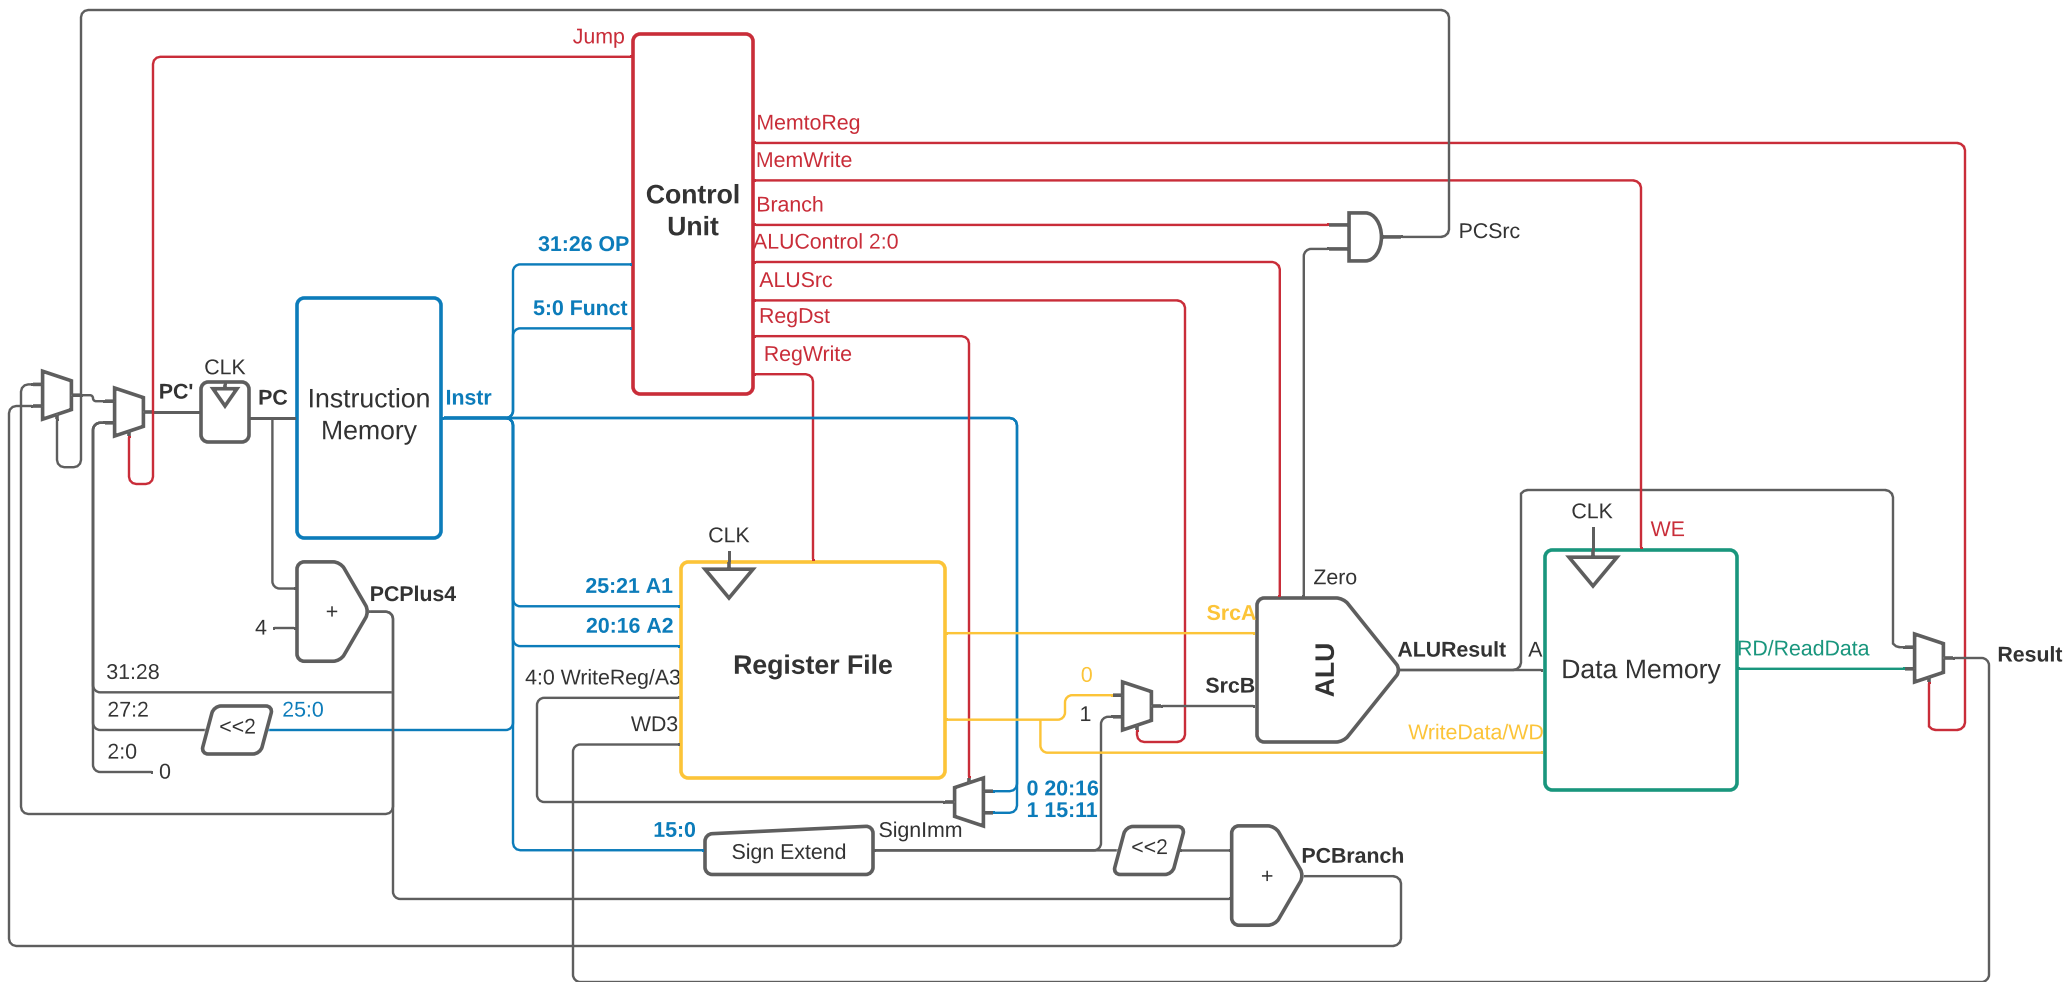 Jump
MemtoReg
MemWrite
Control
Unit
Branch
PCSrc
31:26 OP
ALUControl 2:0
ALUSrc
5:0 Funct
RegDst
RegWrite
CLK
PC'
PC
Instruction
Memory
Instr
CLK
CLK
WE
Zero
25:21 A1
PCPlus4
+
4
20:16 A2
SrcA
Register File
4:0 WriteReg/A3
0
SrcB
1
ALU
ALUResult
A
Data Memory
RD/ReadData
Result
31:28
27:2
<<2
25:0
WD3
WriteData/WD
2:0
0
0 20:16
1 15:11
15:0
Sign Extend
SignImm
<<2
+
PCBranch